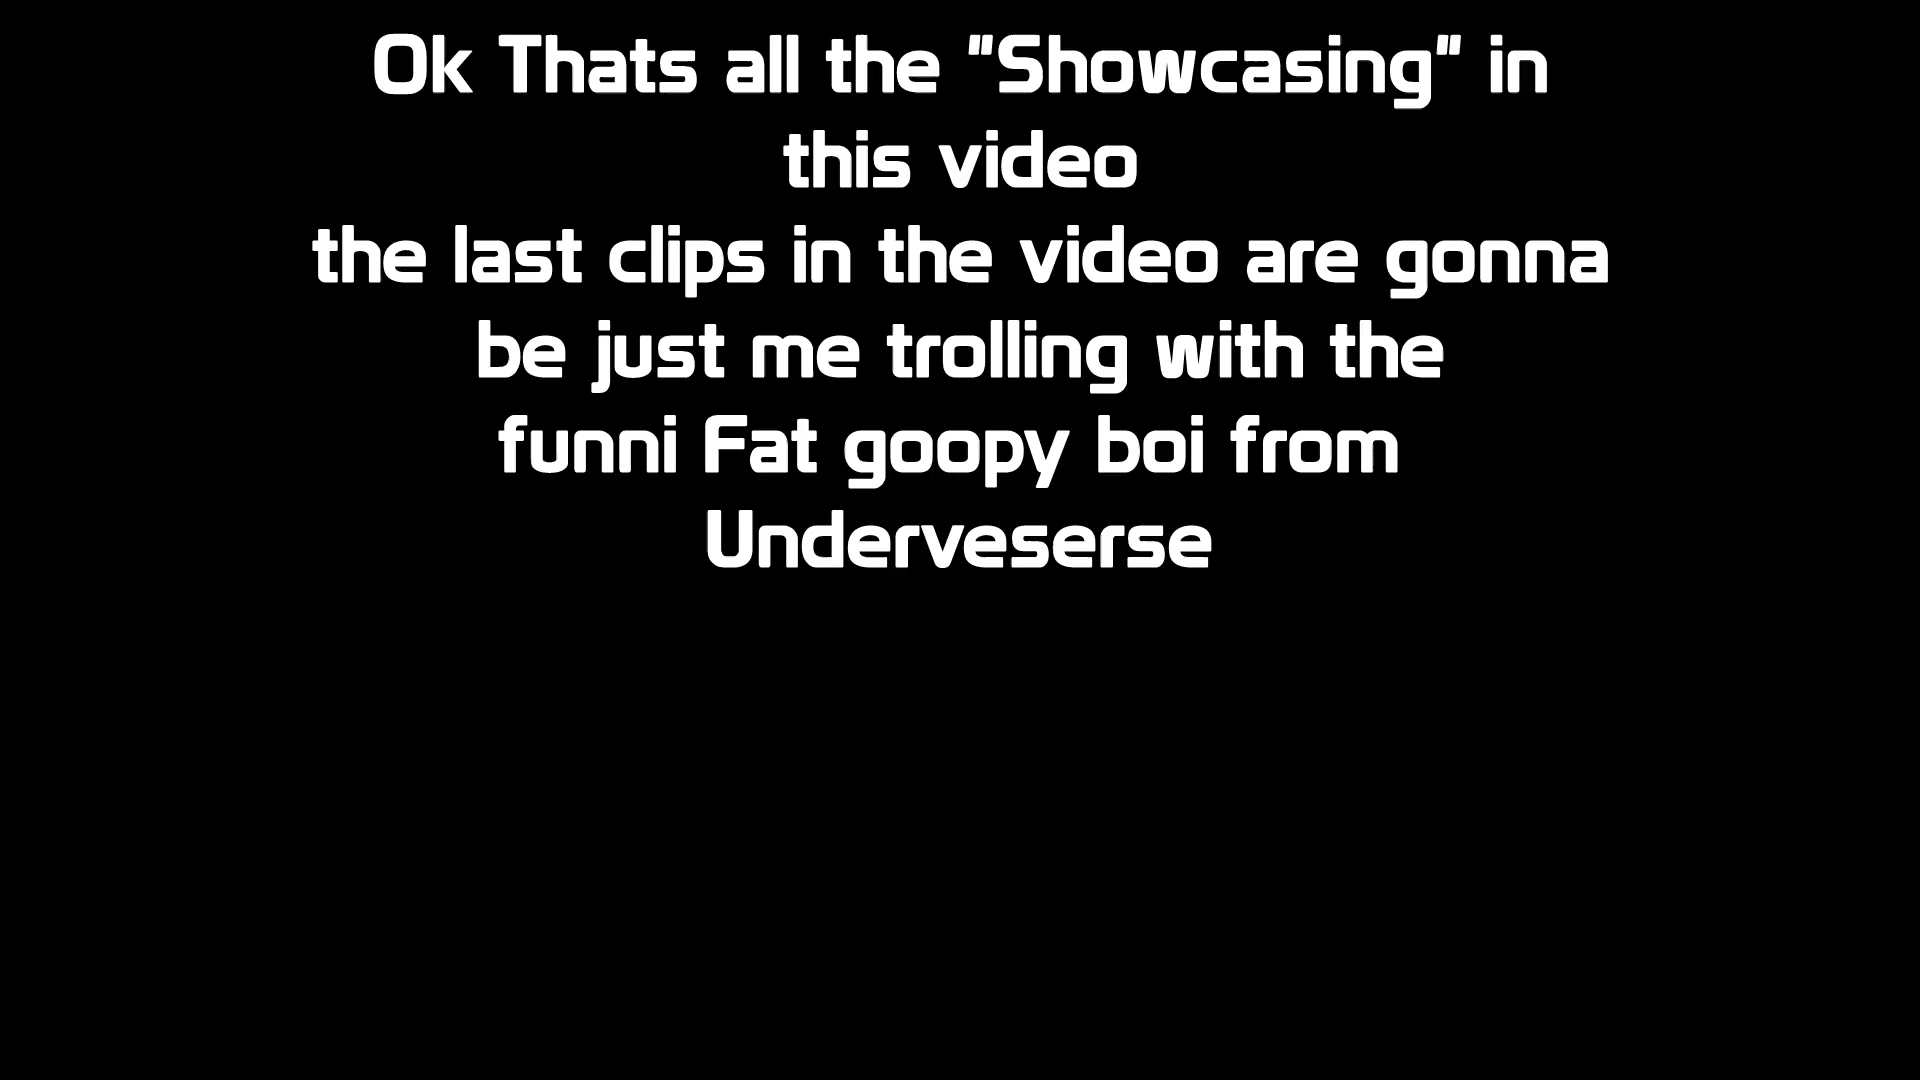 Ok Thats all the "Showcasing" in
this video
the last clips in the video are gonna
be just me trolling with the
funni Fat goopy boi from
Underveserse